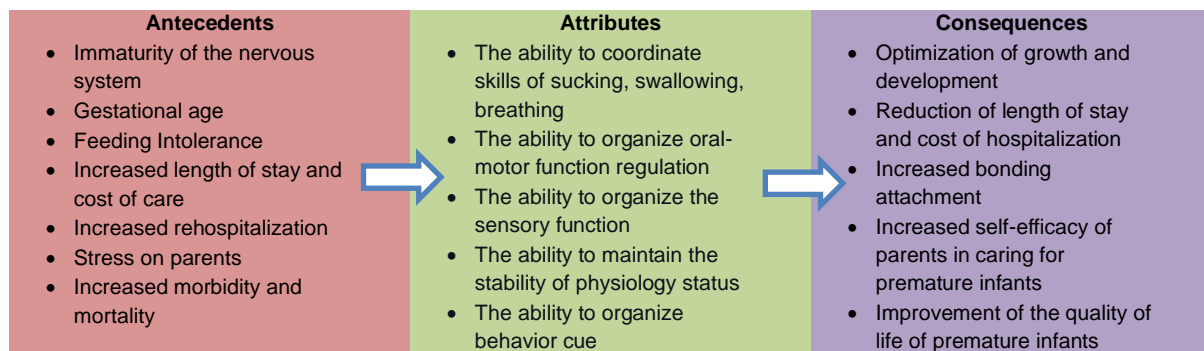 Antecedents
• Immaturity of the nervous
system
• Gestational age
• Feeding Intolerance
• Increased length of stay and
cost of care
• Increased rehospitalization
• Stress on parents
• Increased morbidity and
mortality
Attributes
• The ability to coordinate
skills of sucking, swallowing,
breathing
• The ability to organize oral-
motor function regulation
• The ability to organize the
sensory function
• The ability to maintain the
stability of physiology status
• The ability to organize
behavior cue
Consequences
• Optimization of growth and
development
• Reduction of length of stay
and cost of hospitalization
• Increased bonding
attachment
• Increased self-efficacy of
parents in caring for
premature infants
• Improvement of the quality of
life of premature infants